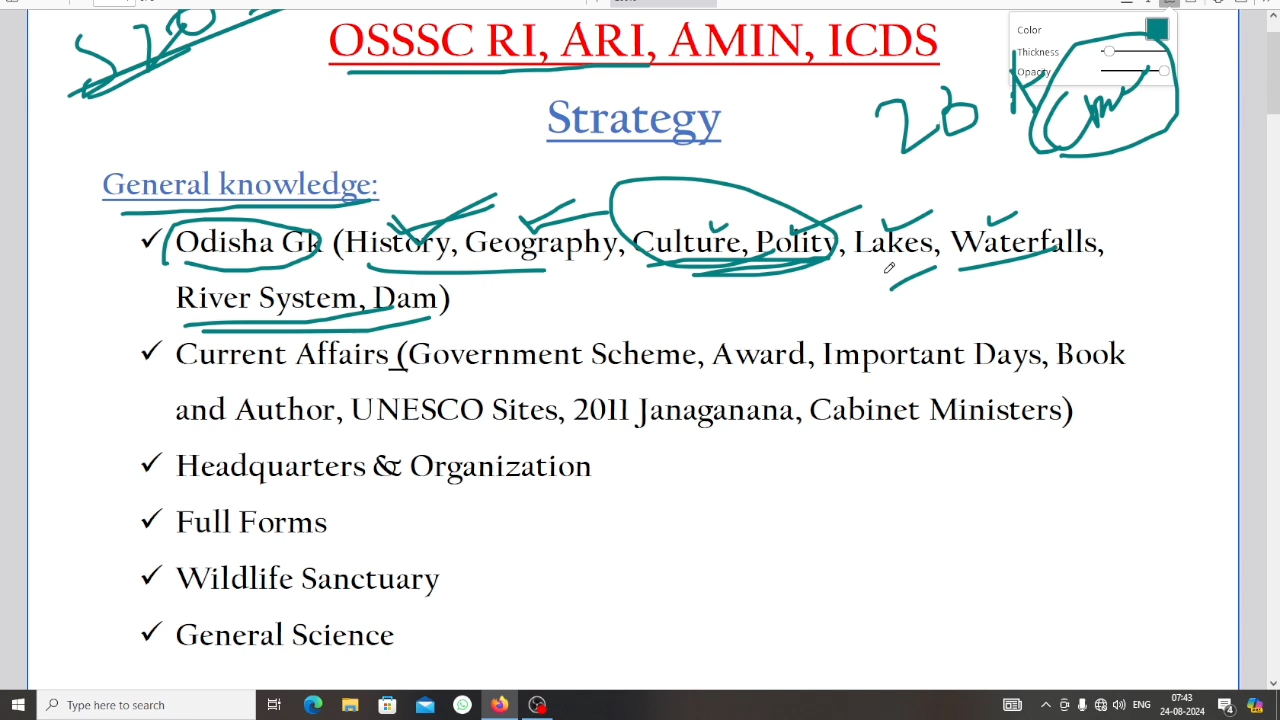 OSSSC RI, ARI, AMIN, ICDS
Color
Thickness
Opacity
Strategy
General knowledge:
✓ Odisha Gk (History, Geography, Culture, Polity, Lakes, Waterfalls,
River System, Dam)
✓ Current Affairs (Government Scheme, Award, Important Days, Book
and Author, UNESCO Sites, 2011 Janaganana, Cabinet Ministers)
✓ Headquarters & Organization
✓ Full Forms
✓ Wildlife Sanctuary
✓ General Science
Type here to search
ENG
07:43
24-08-2024
4